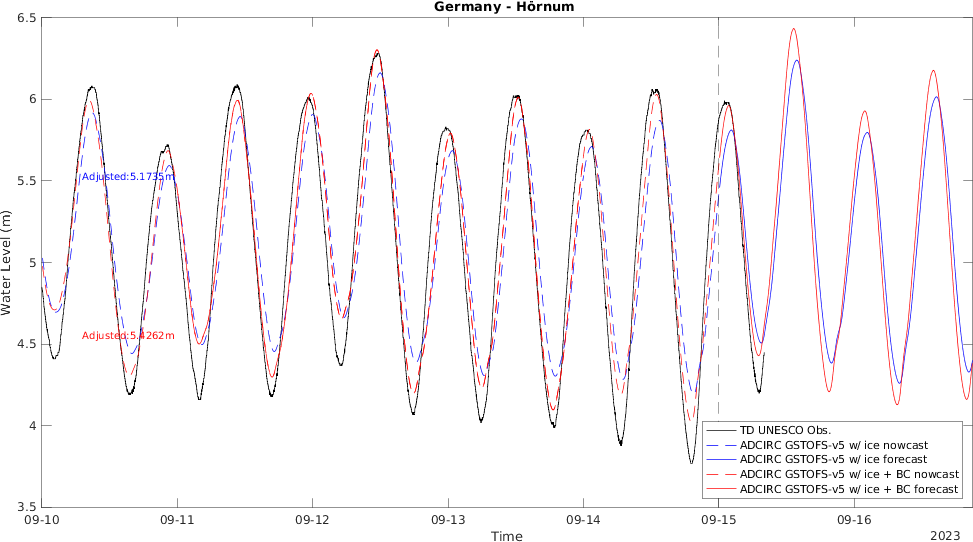 Germany - Hörnum
Water Level (m)
6.5
6
5.5
5
4.5
4
3.5
Adjusted:5.1735m
Adjusted:5.4262m
TD UNESCO Obs.
ADCIRC GSTOFS-v5 w/ ice nowcast
ADCIRC GSTOFS-v5 w/ ice forecast
ADCIRC GSTOFS-v5 w/ ice + BC nowcast
ADCIRC GSTOFS-v5 w/ ice + BC forecast
09-10 09-11 09-12 09-13 09-14 09-15 09-16
Time
2023